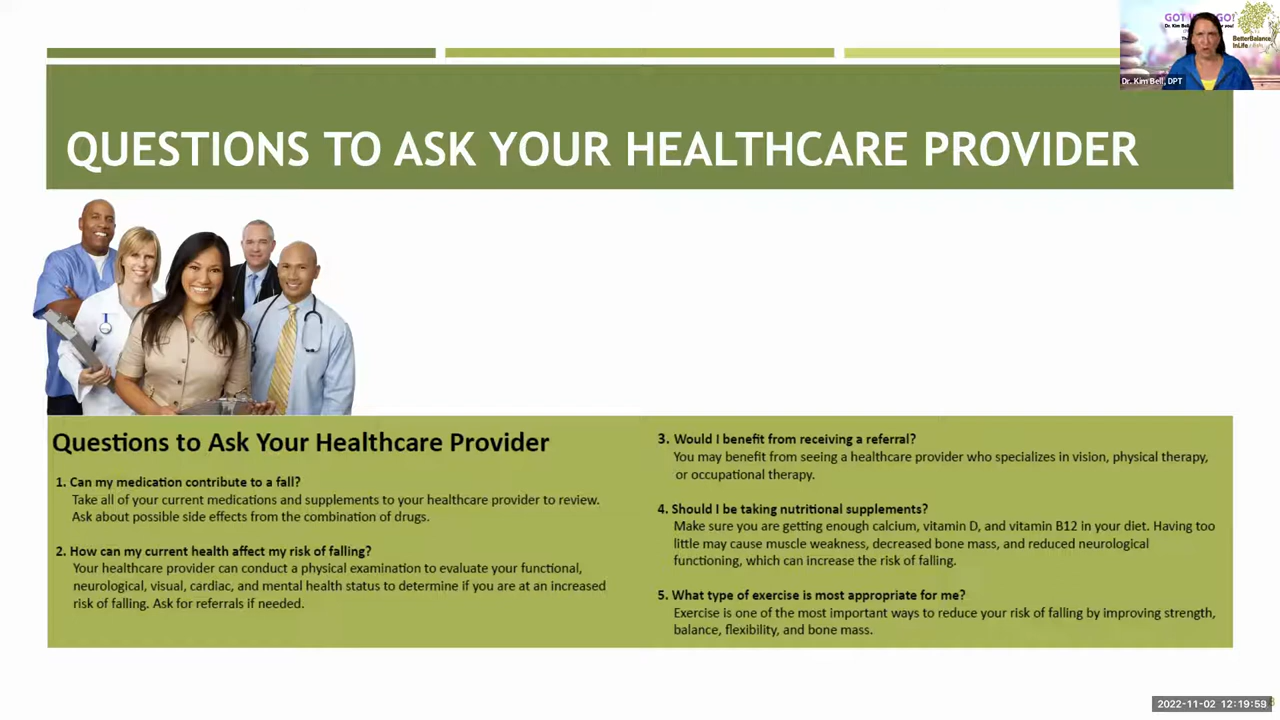 GOT
GO!
Dr. Kim Bell
BetterBalance
InLife
Dr. Kim Bell, DPT
QUESTIONS TO ASK YOUR HEALTHCARE PROVIDER
Questions to Ask Your Healthcare Provider
1. Can my medication contribute to a fall?
Take all of your current medications and supplements to your healthcare provider to review.
Ask about possible side effects from the combination of drugs.
2. How can my current health affect my risk of falling?
Your healthcare provider can conduct a physical examination to evaluate your functional,
neurological, visual, cardiac, and mental health status to determine if you are at an increased
risk of falling. Ask for referrals if needed.
3. Would I benefit from receiving a referral?
You may benefit from seeing a healthcare provider who specializes in vision, physical therapy,
or occupational therapy.
4. Should I be taking nutritional supplements?
Make sure you are getting enough calcium, vitamin D, and vitamin B12 in your diet. Having too
little may cause muscle weakness, decreased bone mass, and reduced neurological
functioning, which can increase the risk of falling.
5. What type of exercise is most appropriate for me?
Exercise is one of the most important ways to reduce your risk of falling by improving strength,
balance, flexibility, and bone mass.
2022-11-02 12:19:59